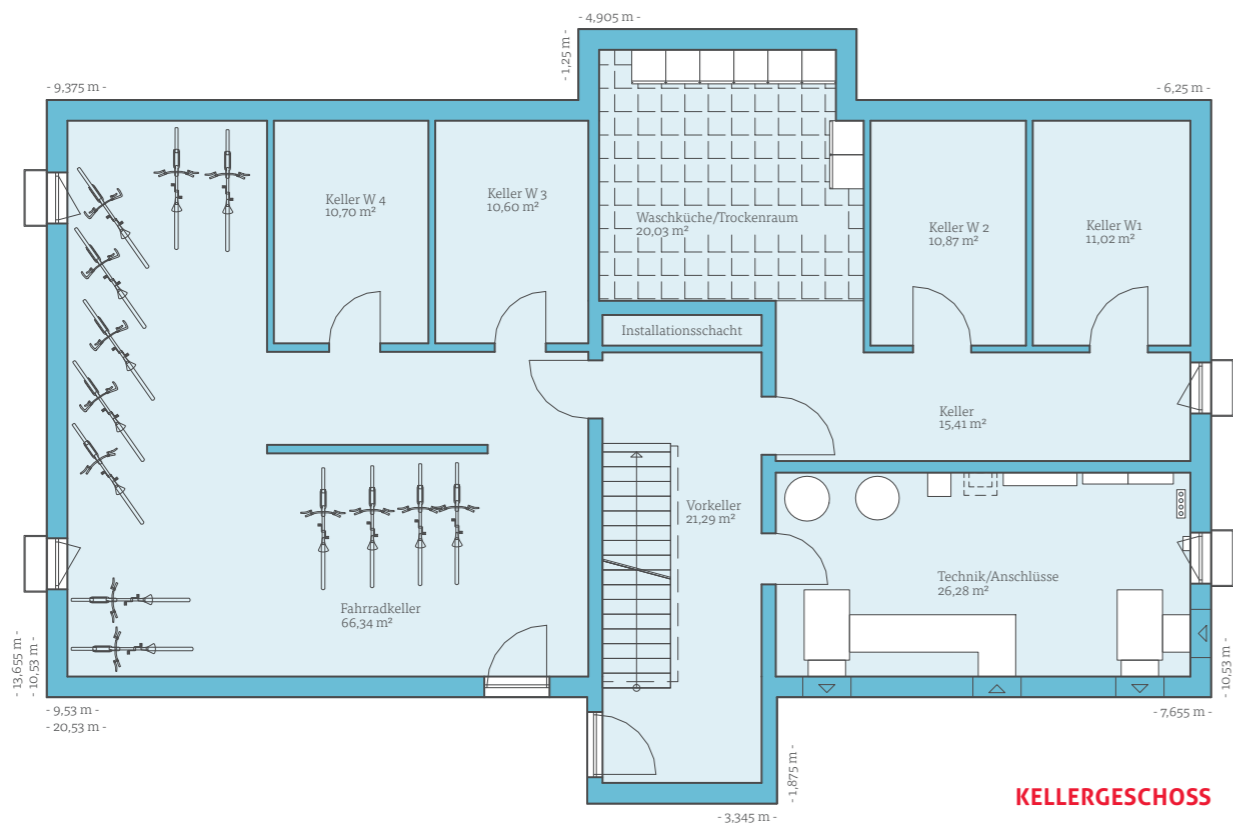 - 4,905 m -
- 1,25 m -
- 9,375 m -
- 6,25 m -
Keller W 4
10,70 m²
Keller W 3
10,60 m²
Waschküche/Trockenraum
20,03 m²
Keller W 2
10,87 m²
Keller W1
11,02 m²
Installationsschacht
Keller
15,41 m²
Vorkeller
21,29 m²
Technik/Anschlüsse
26,28 m²
Fahrradkeller
66,34 m²
- 13,655 m -
- 10,53 m -
- 10,53 m -
- 9,53 m -
- 20,53 m -
- 7,655 m -
- 1,875 m -
- 3,345 m -
KELLERGESCHOSS